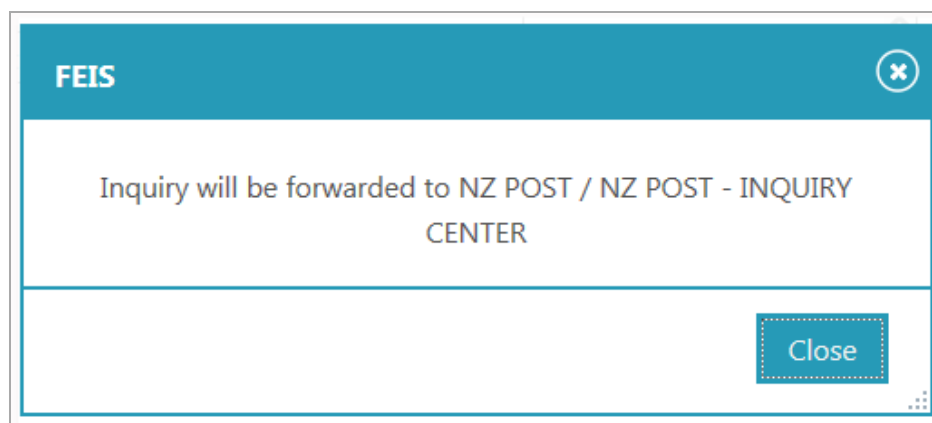 FEIS
Inquiry will be forwarded to NZ POST / NZ POST - INQUIRY
CENTER
Close